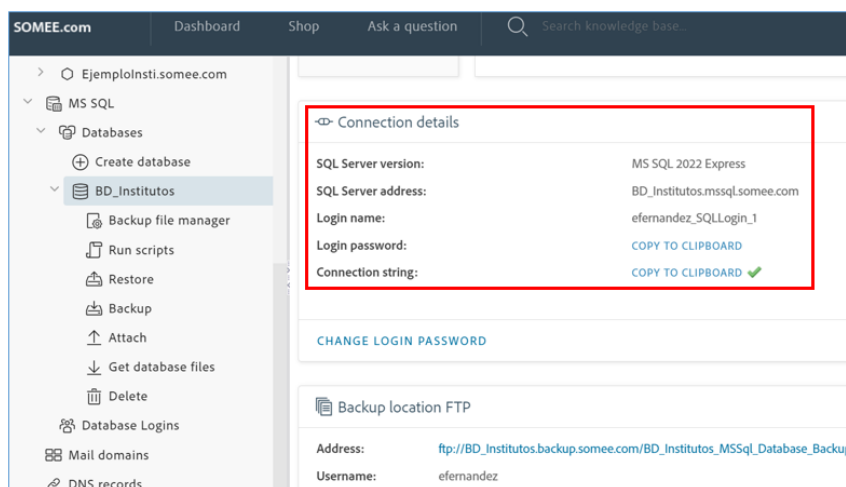 SOMEE.com Dashboard Shop Ask a question Search knowledge base...
EjemploInsti.somee.com
MS SQL
Databases
Create database
BD_Institutos
Backup file manager
Run scripts
Restore
Backup
Attach
Get database files
Delete
Database Logins
Mail domains
DNS records
Connection details
SQL Server version: MS SQL 2022 Express
SQL Server address: BD_Institutos.mssql.somee.com
Login name: efernandez_SQLLogin_1
Login password: COPY TO CLIPBOARD
Connection string: COPY TO CLIPBOARD
CHANGE LOGIN PASSWORD
Backup location FTP
Address: ftp://BD_Institutos.backup.somee.com/BD_Institutos_MSSql_Database_Backu
Username: efernandez